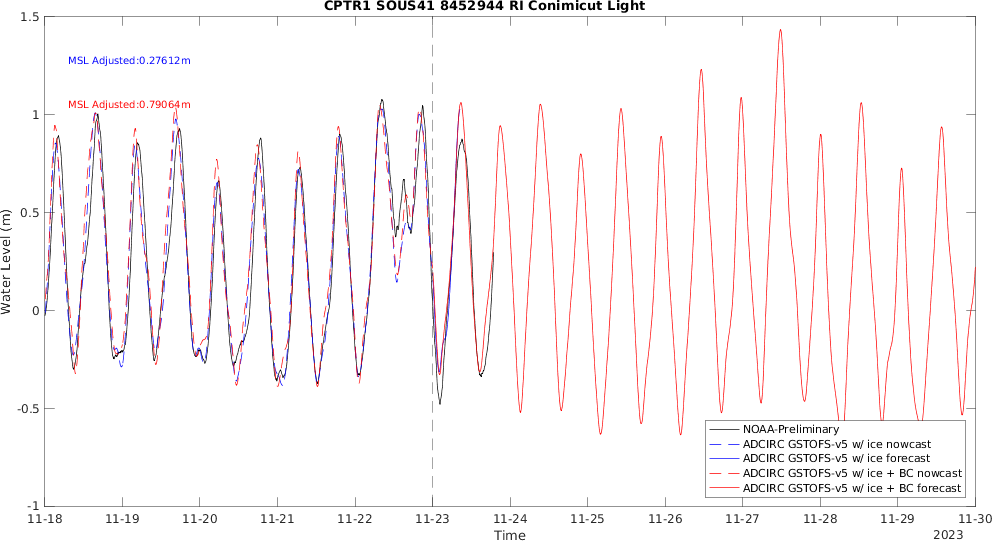 CPTR1 SOUS41 8452944 RI Conimicut Light
1.5
MSL Adjusted:0.27612m
MSL Adjusted:0.79064m
1
0.5
Water Level (m)
0
-0.5
NOAA-Preliminary
ADCIRC GSTOFS-v5 w/ ice nowcast
ADCIRC GSTOFS-v5 w/ ice forecast
ADCIRC GSTOFS-v5 w/ ice + BC nowcast
ADCIRC GSTOFS-v5 w/ ice + BC forecast
-1
11-18 11-19 11-20 11-21 11-22 11-23 11-24 11-25 11-26 11-27 11-28 11-29 11-30
Time
2023